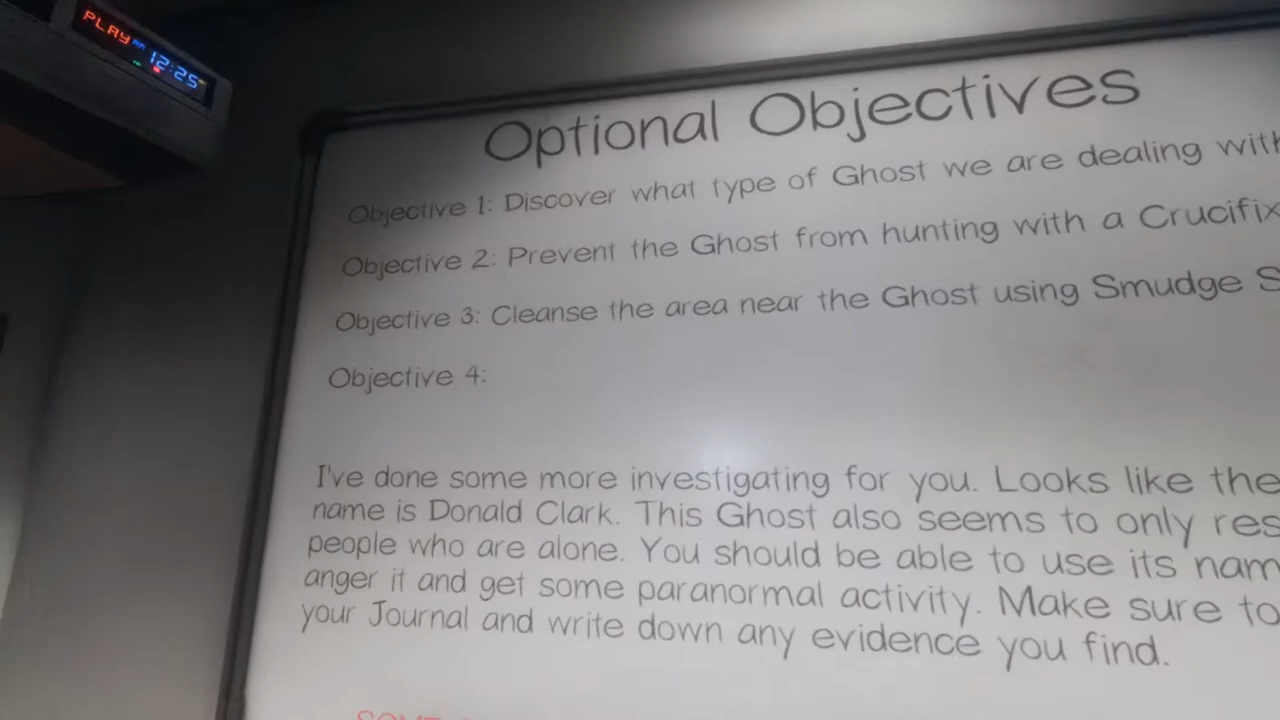 PLAY AM 12:25
Optional Objectives
Objective 1: Discover what type of Ghost we are dealing with
Objective 2: Prevent the Ghost from hunting with a Crucifix
Objective 3: Cleanse the area near the Ghost using Smudge S
Objective 4:
I've done some more investigating for you. Looks like the
name is Donald Clark. This Ghost also seems to only res
people who are alone. You should be able to use its nam
anger it and get some paranormal activity. Make sure to
your Journal and write down any evidence you find.